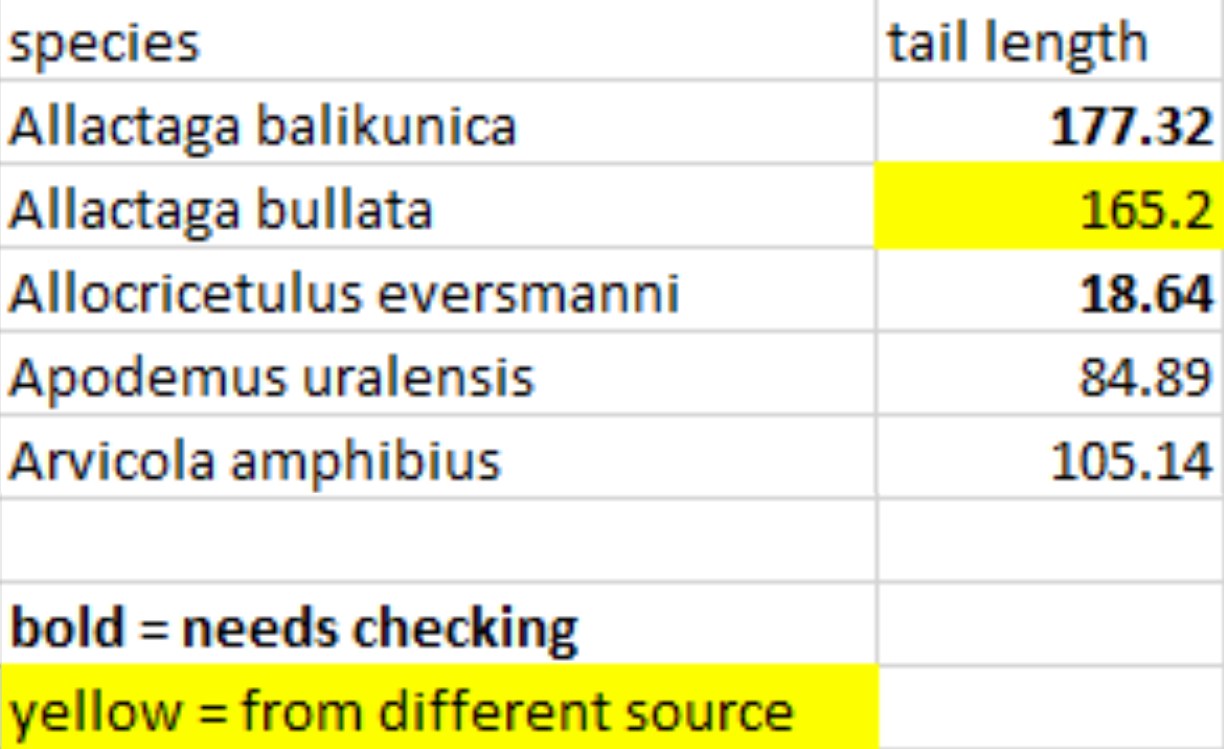 species tail length
Allactaga balikunica 177.32
Allactaga bullata 165.2
Allocricetulus eversmanni 18.64
Apodemus uralensis 84.89
Arvicola amphibius 105.14
bold = needs checking
yellow = from different source